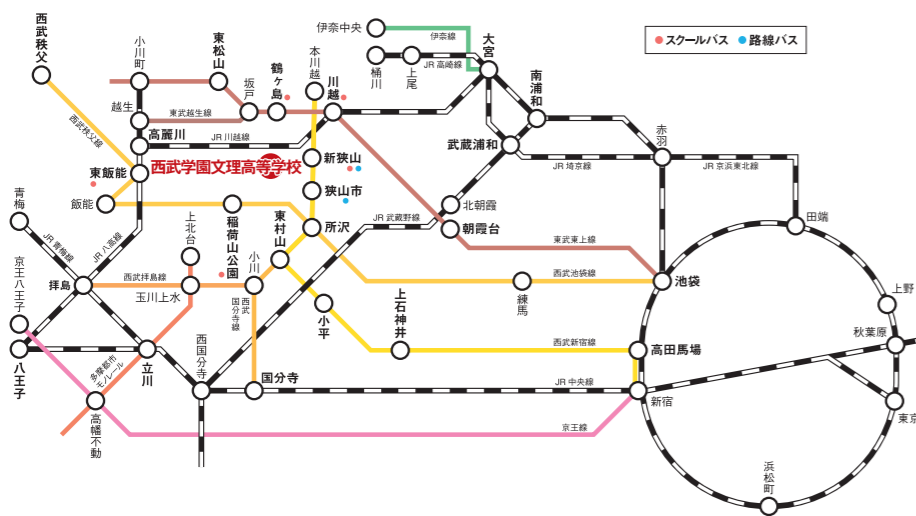 西武秩父
小川町
東松山
本川越
伊奈中央
伊奈線
大宮
桶川
上尾
JR 高崎線
スクールバス
路線バス
坂戸
鶴ヶ島
川越
南浦和
越生
東武越生線
高麗川
JR 川越線
武蔵浦和
赤羽
JR 埼京線
JR 京浜東北線
西武秩父線
東飯能
西武学園文理高等学校
新狭山
狭山市
飯能
稲荷山公園
東村山
所沢
JR 武蔵野線
北朝霞
朝霞台
田端
青梅
JR 青梅線
JR 八高線
上北台
東武東上線
京王八王子
拝島
西武拝島線
玉川上水
小川
西武国分寺線
小平
上石神井
西武池袋線
練馬
池袋
上野
秋葉原
八王子
多摩都市
モノレール
立川
西国分寺
国分寺
西武新宿線
高田馬場
JR 中央線
新宿
東京
高幡不動
京王線
浜松町